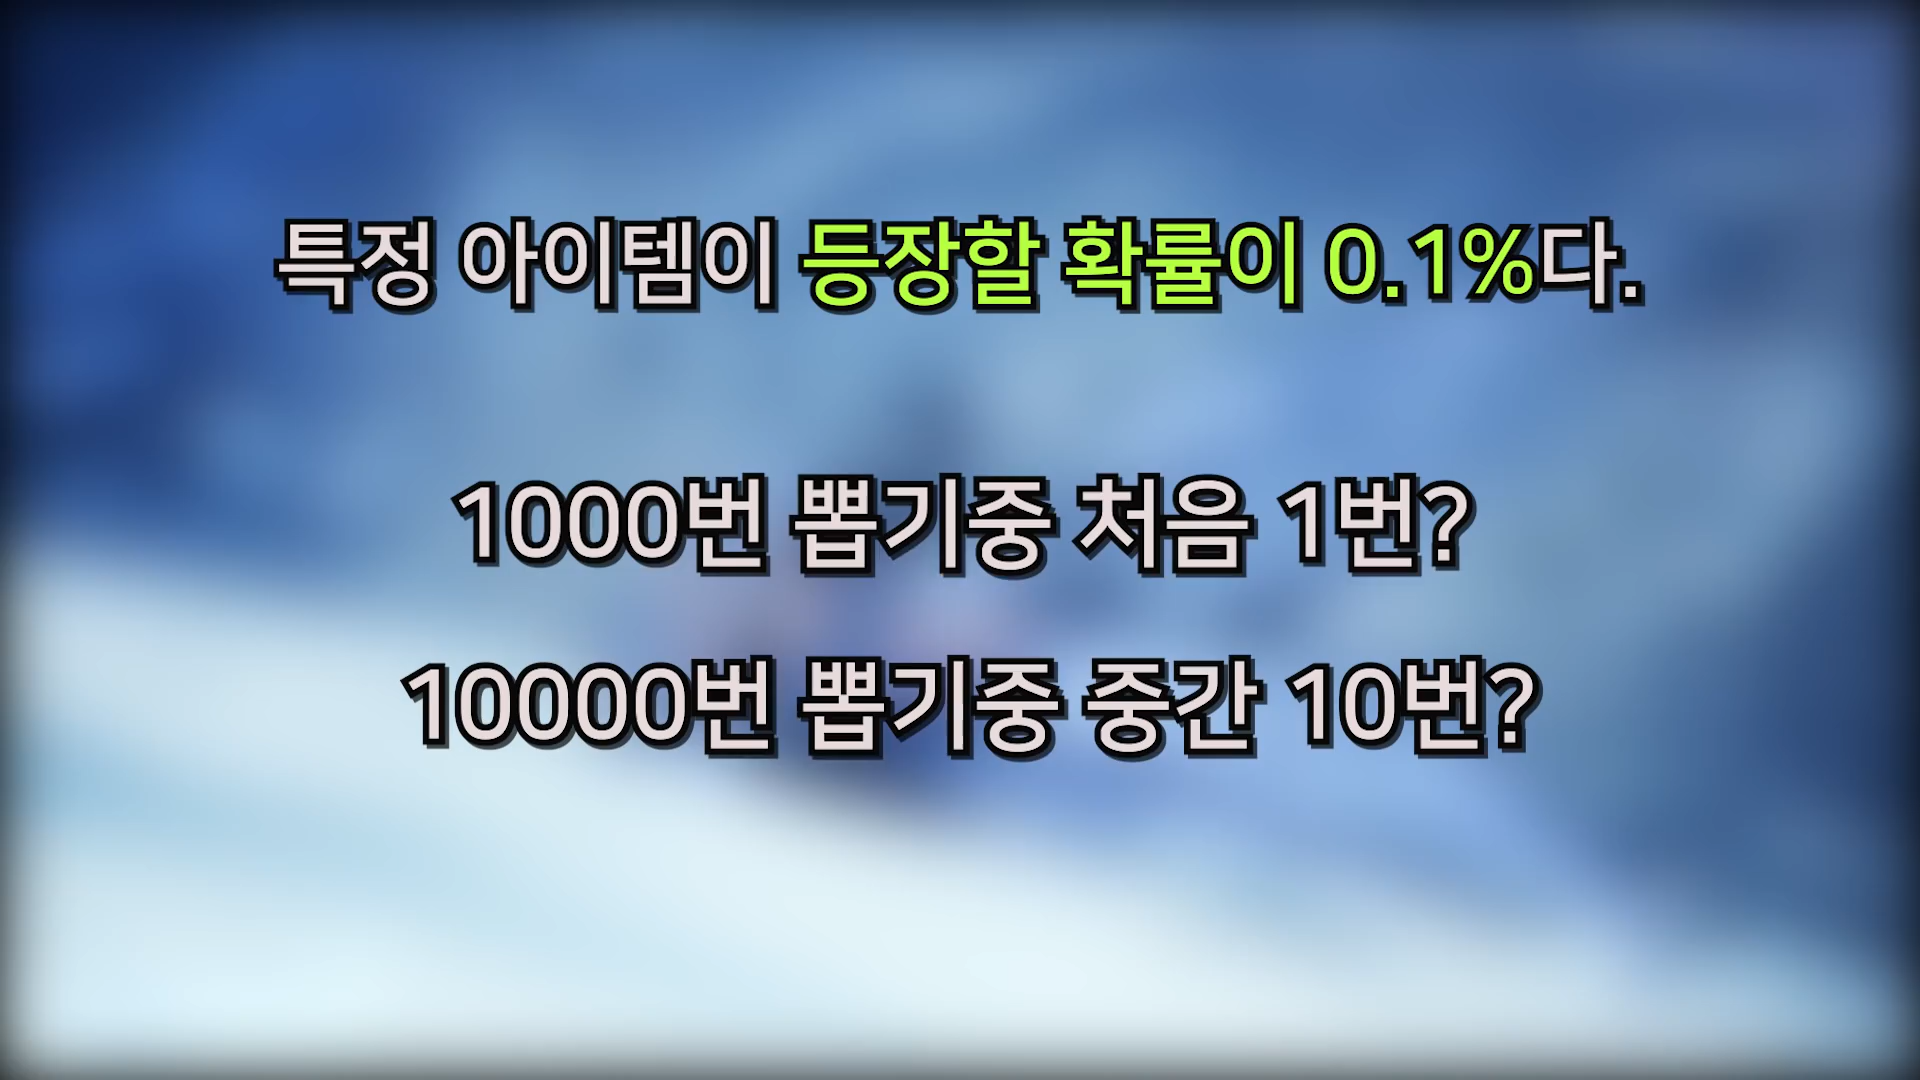 특정 아이템이 등장할 확률이 0.1%다.
1000번 뽑기중 처음 1번?
10000번 뽑기중 중간 10번?